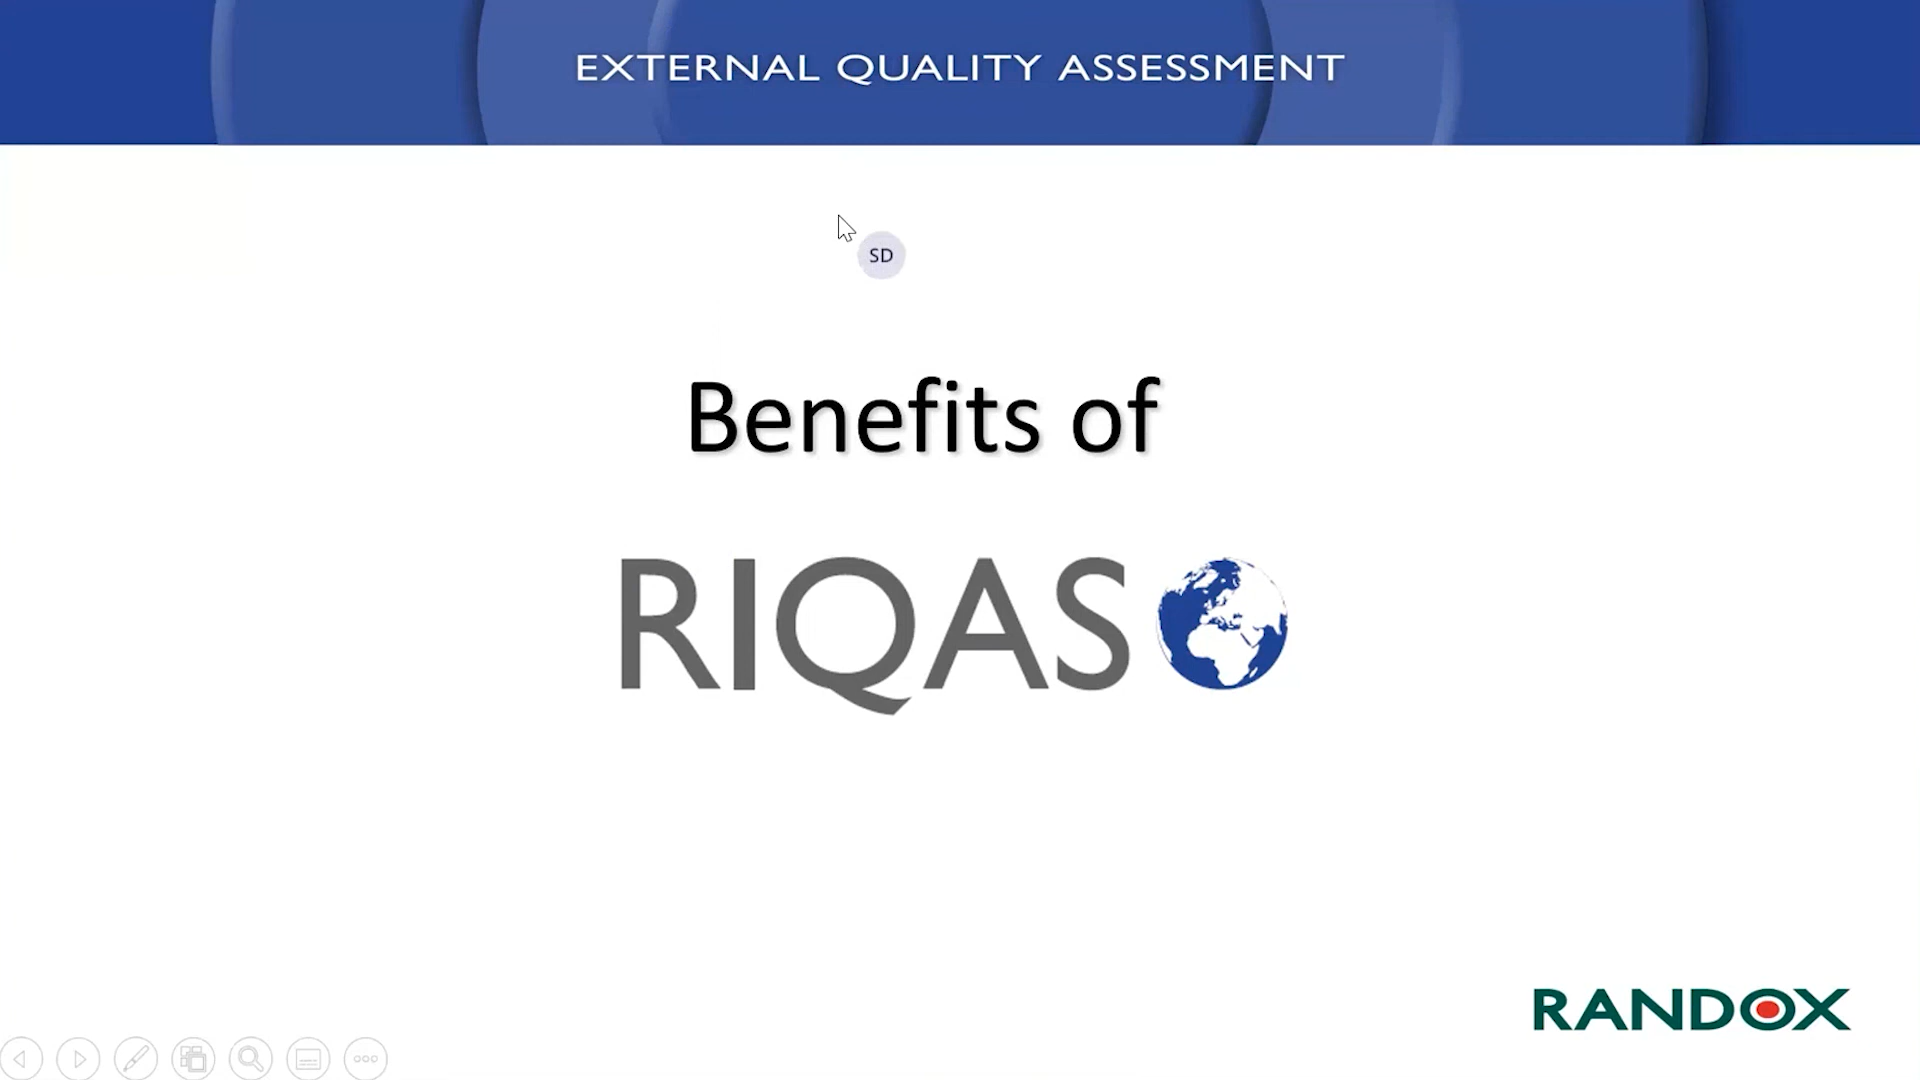 EXTERNAL QUALITY ASSESSMENT
SD
Benefits of
RIQAS
RANDOX